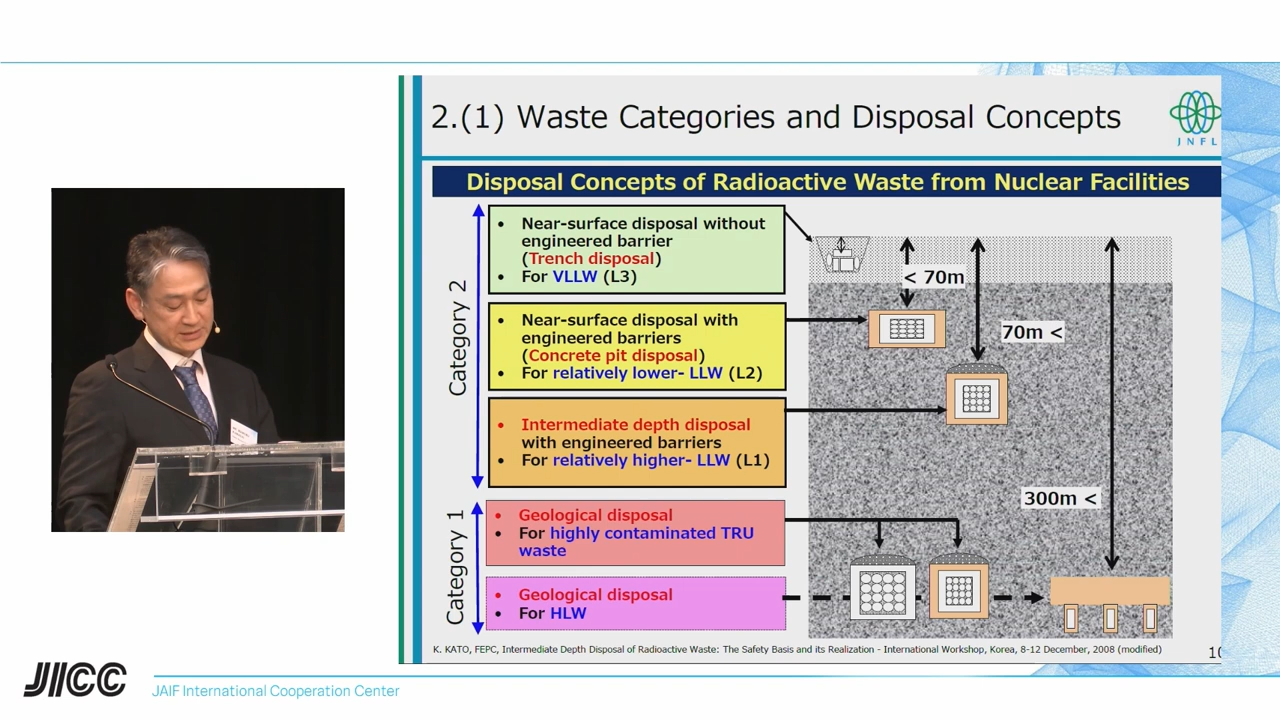 2.(1) Waste Categories and Disposal Concepts
JNFL
Disposal Concepts of Radioactive Waste from Nuclear Facilities
Category 2
• Near-surface disposal without
engineered barrier
(Trench disposal)
• For VLLW (L3)
• Near-surface disposal with
engineered barriers
(Concrete pit disposal)
• For relatively lower- LLW (L2)
• Intermediate depth disposal
with engineered barriers
• For relatively higher- LLW (L1)
Category 1
• Geological disposal
• For highly contaminated TRU
waste
• Geological disposal
• For HLW
< 70m
70m <
300m <
K. KATO, FEPC, Intermediate Depth Disposal of Radioactive Waste: The Safety Basis and its Realization - International Workshop, Korea, 8-12 December, 2008 (modified)
JICC
JAIF International Cooperation Center